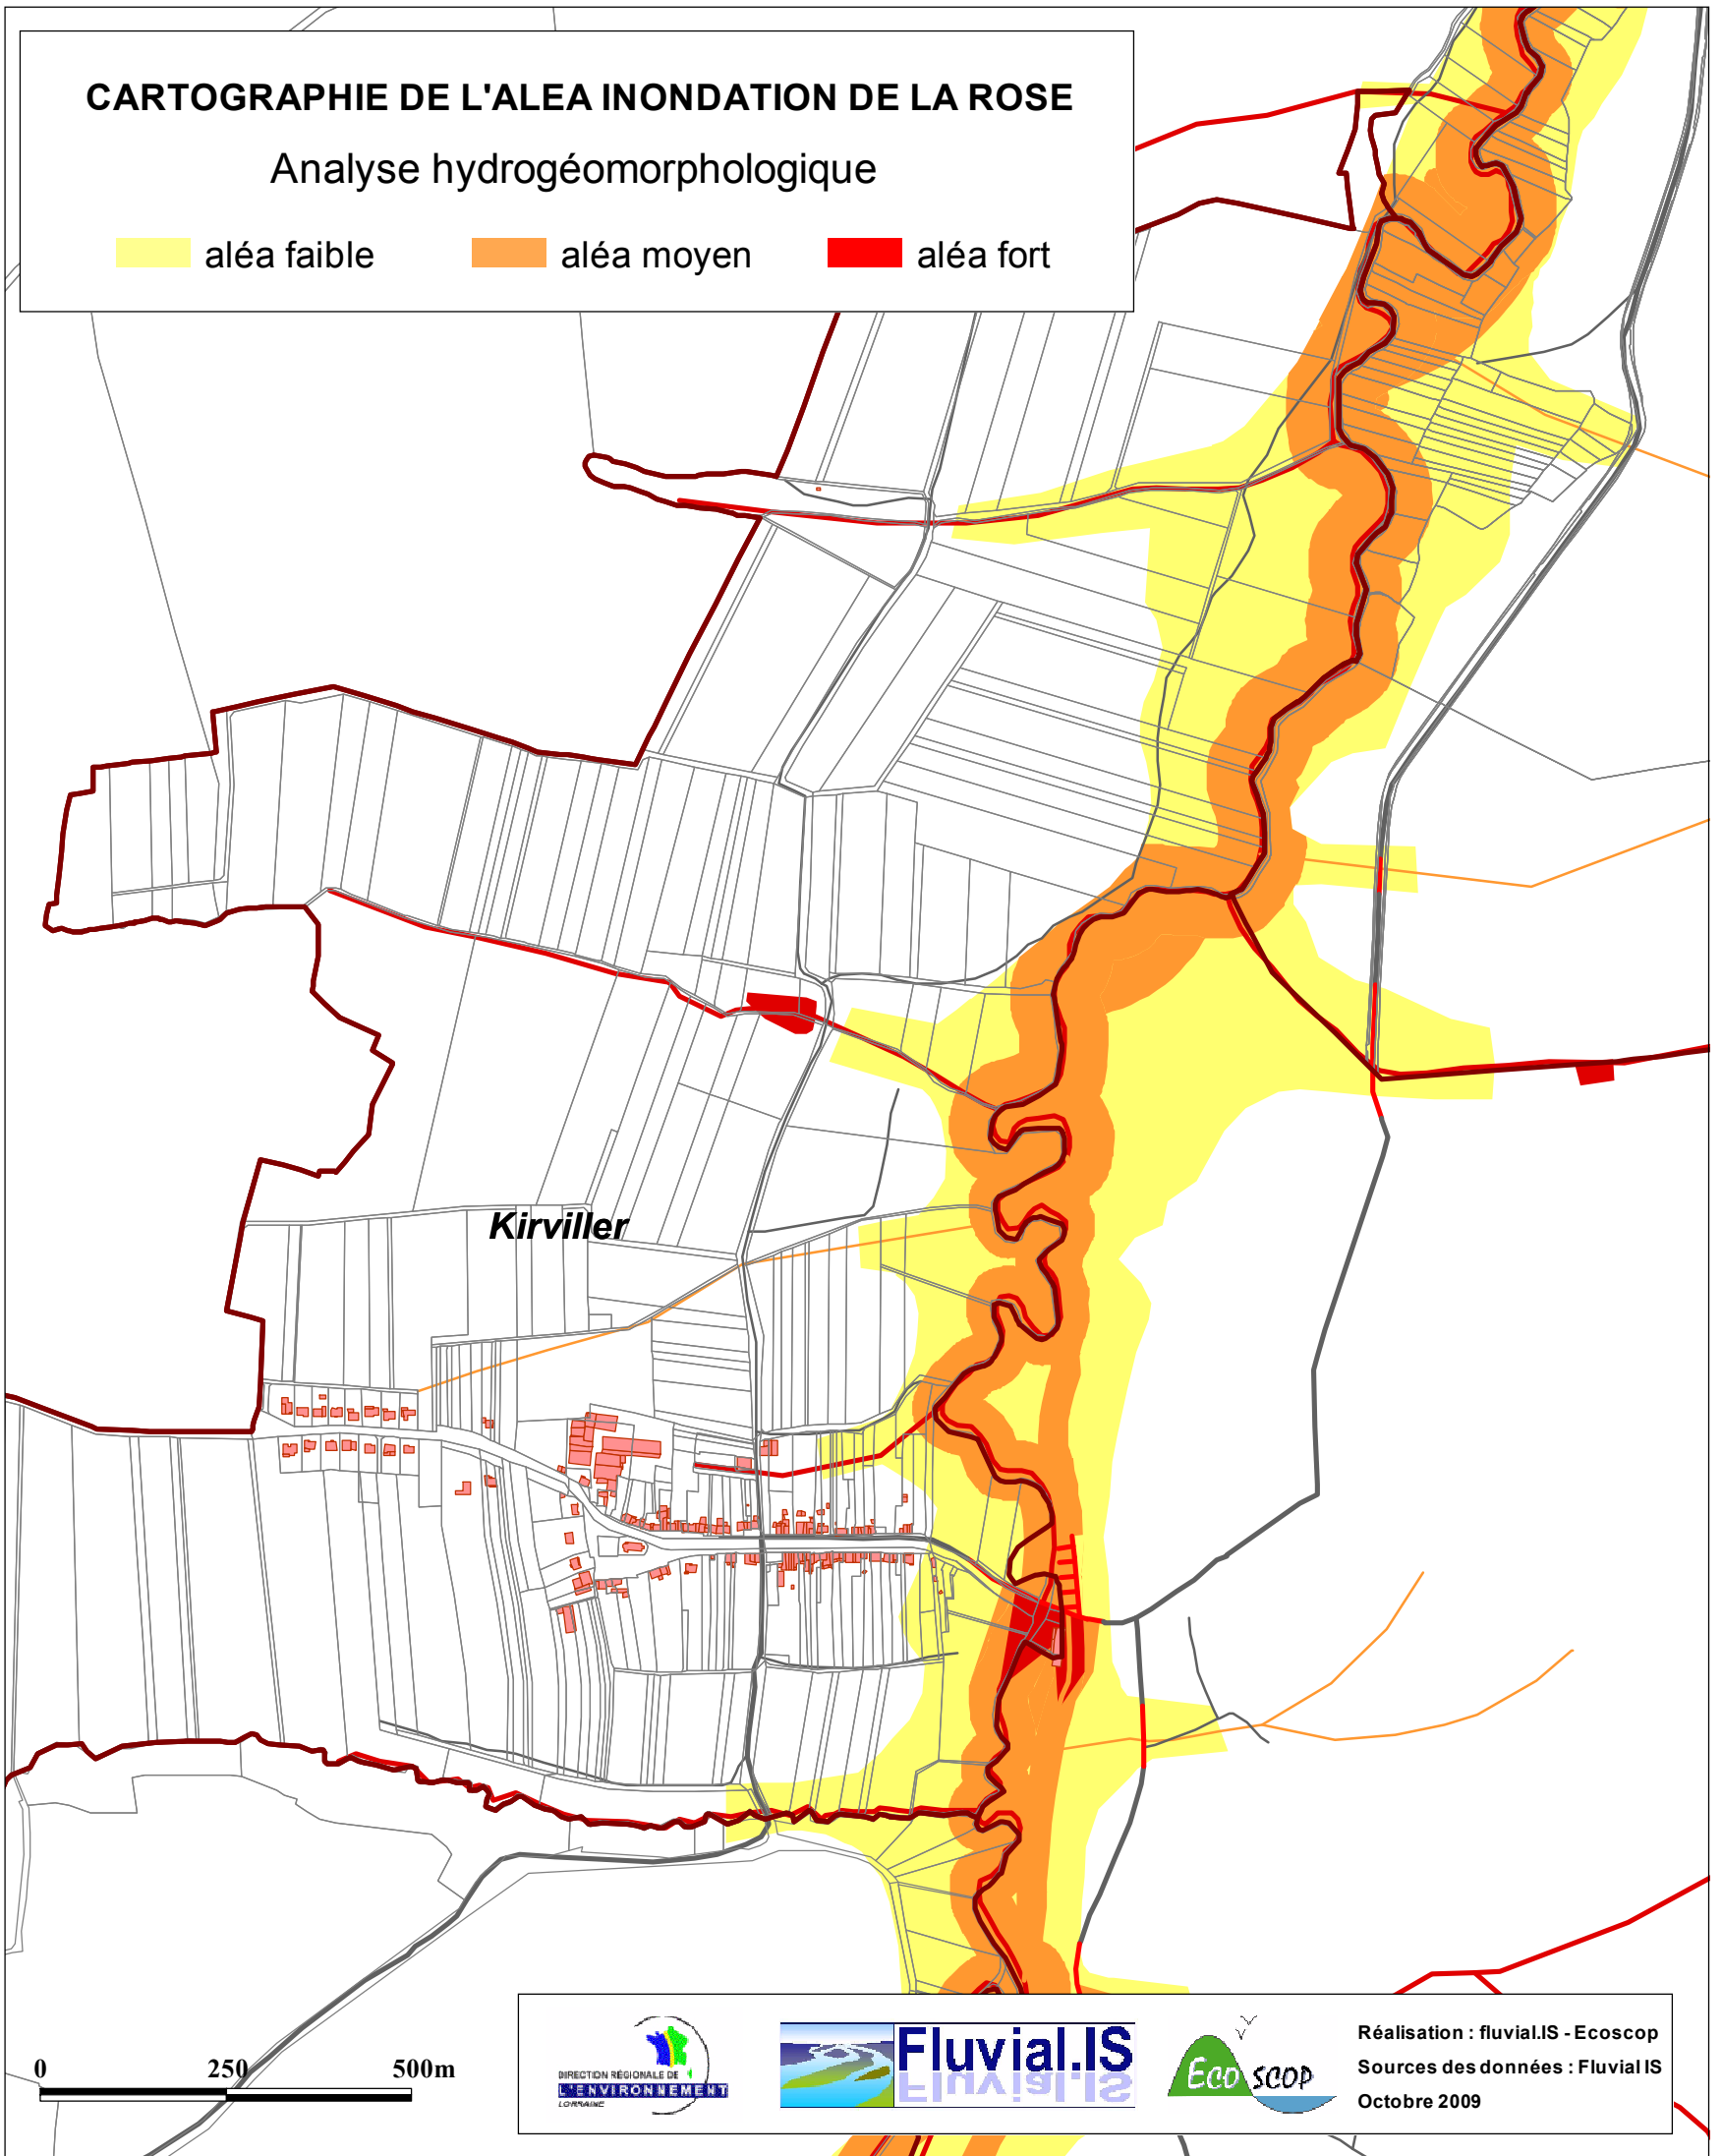 CARTOGRAPHIE DE L'ALEA INONDATION DE LA ROSE
Analyse hydrogéomorphologique
aléa faible
aléa moyen
aléa fort
Kirviller
0 250 500m
DIRECTION RÉGIONALE DE
L'ENVIRONNEMENT
LORRAINE
Fluvial.IS
ECO SCOP
Réalisation : fluvial.IS - Ecoscop
Sources des données : Fluvial IS
Octobre 2009